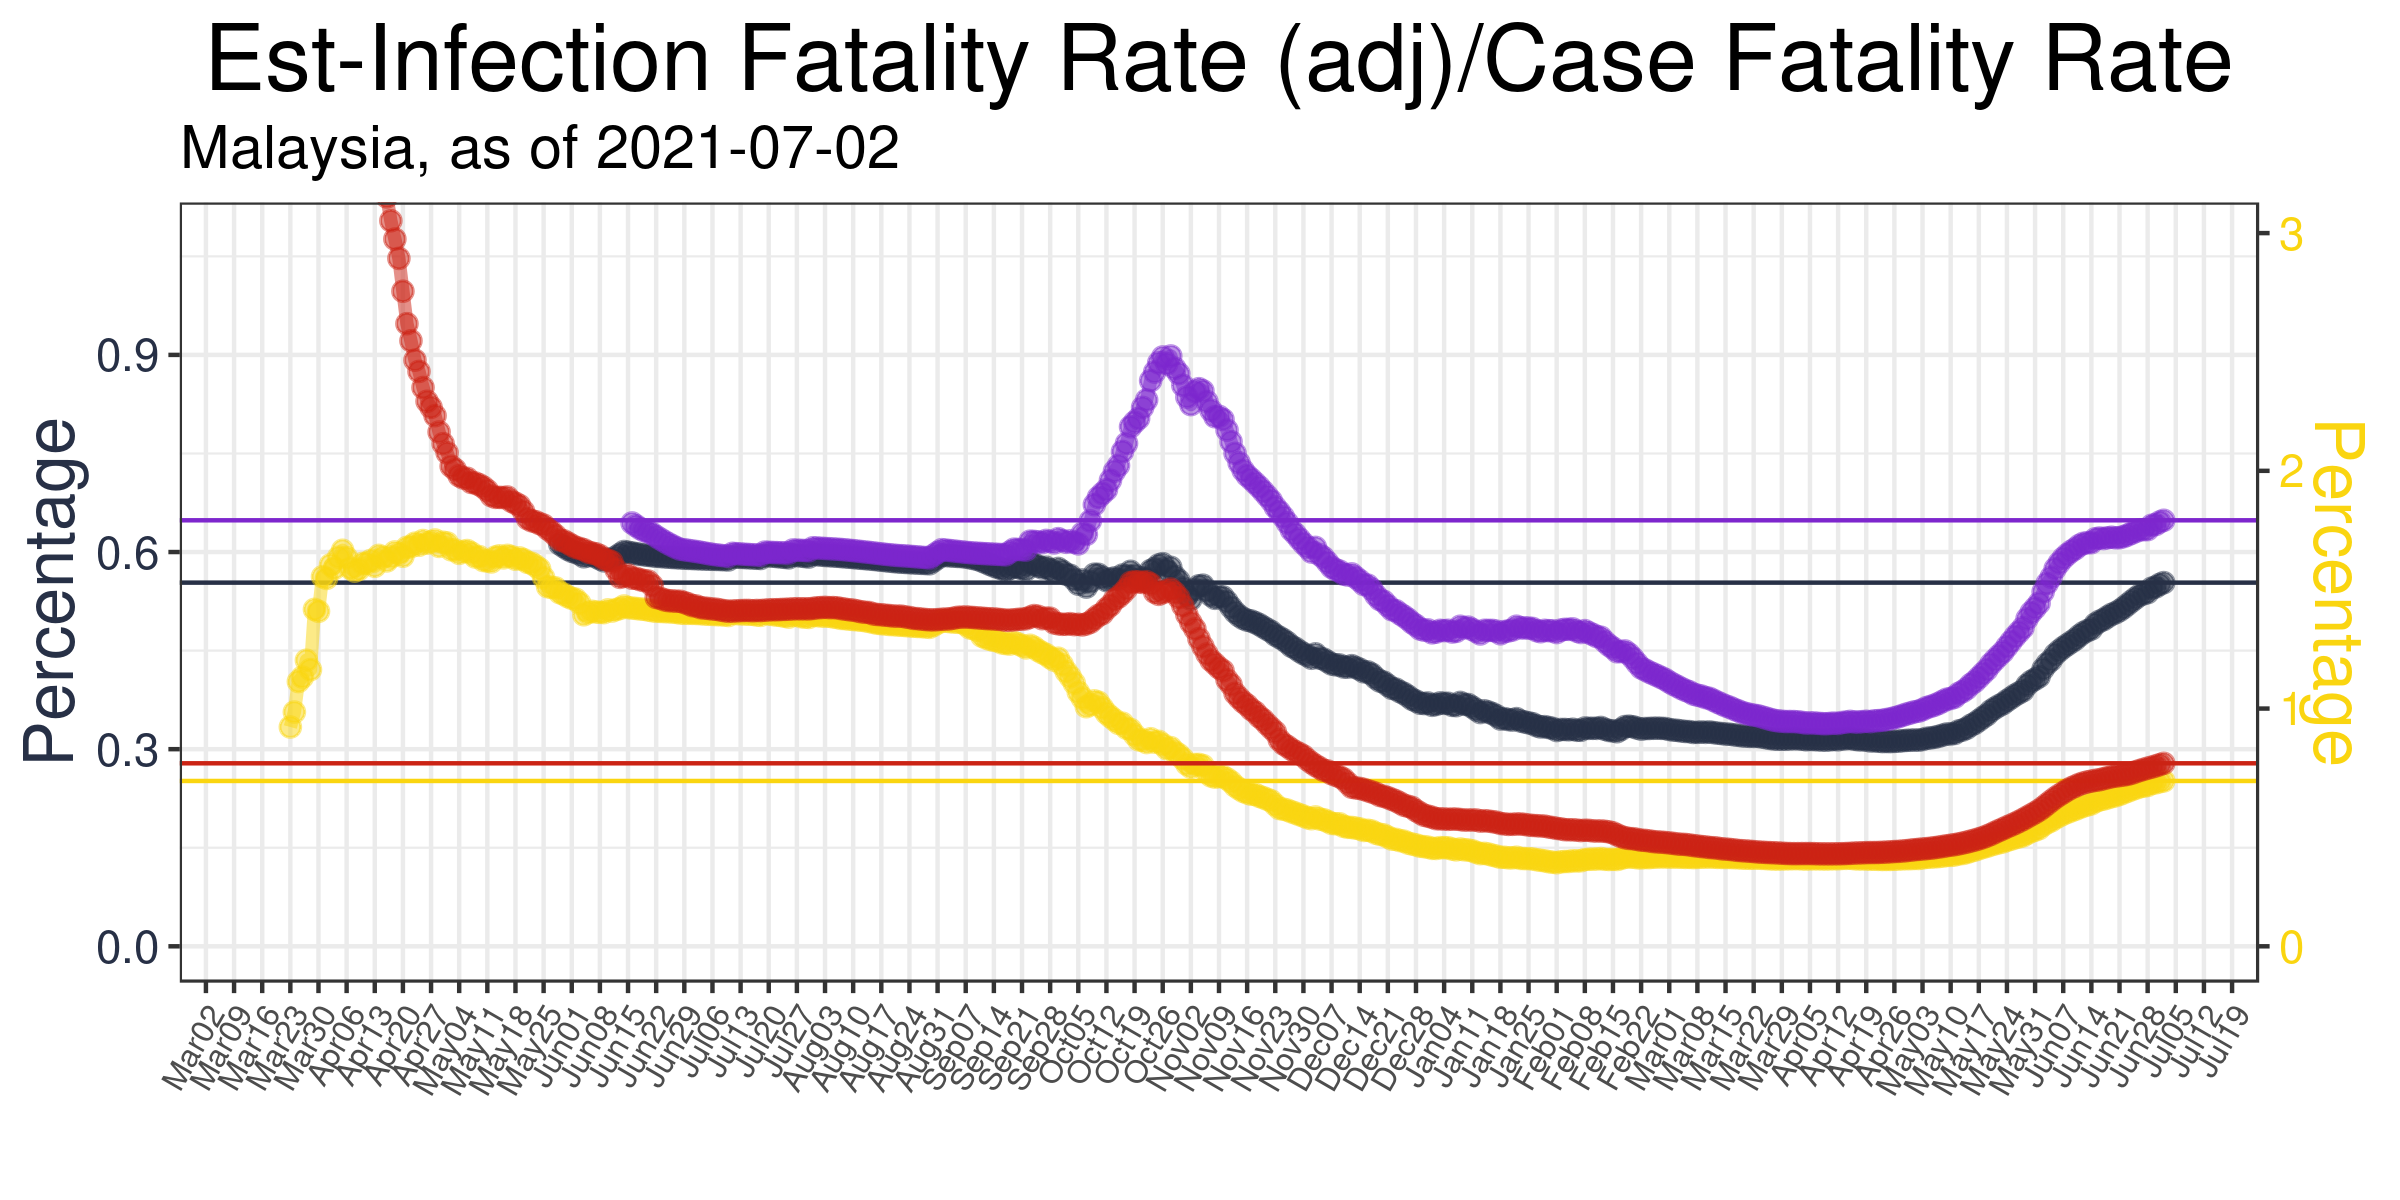 Est-Infection Fatality Rate (adj)/Case Fatality Rate
Malaysia, as of 2021-07-02
Percentage
0.9
0.6
0.3
0.0
3
2
1
0
Percentage
Mar02
Mar09
Mar16
Mar23
Mar30
Apr06
Apr13
Apr20
Apr27
May04
May11
May18
May25
Jun01
Jun08
Jun15
Jun22
Jun29
Jul06
Jul13
Jul20
Jul27
Aug03
Aug10
Aug17
Aug24
Aug31
Sep07
Sep14
Sep21
Sep28
Oct05
Oct12
Oct19
Oct26
Nov02
Nov09
Nov16
Nov23
Nov30
Dec07
Dec14
Dec21
Dec28
Jan04
Jan11
Jan18
Jan25
Feb01
Feb08
Feb15
Feb22
Mar01
Mar08
Mar15
Mar22
Mar29
Apr05
Apr12
Apr19
Apr26
May03
May10
May17
May24
May31
Jun07
Jun14
Jun21
Jun28
Jul05
Jul12
Jul19